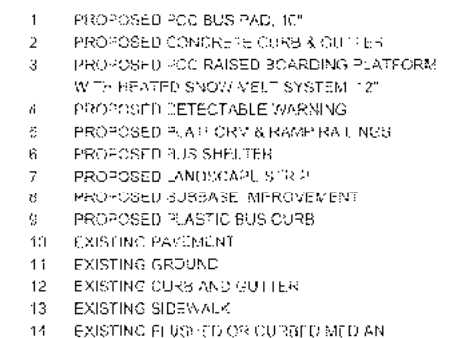 1 PROPOSED PCC BUS PAD, 10"
2 PROPOSED CONCRETE CURB & GUTTER
3 PROPOSED PCC RAISED BOARDING PLATFORM
WITH HEATED SNOW MELT SYSTEM, 12"
4 PROPOSED DETECTABLE WARNING
5 PROPOSED PLATFORM & RAMP RAILINGS
6 PROPOSED BUS SHELTER
7 PROPOSED LANDSCAPE STRIP
8 PROPOSED SUBBASE IMPROVEMENT
9 PROPOSED PLASTIC BUS CURB
10 EXISTING PAVEMENT
11 EXISTING GROUND
12 EXISTING CURB AND GUTTER
13 EXISTING SIDEWALK
14 EXISTING FLUSHED OR CURBED MEDIAN